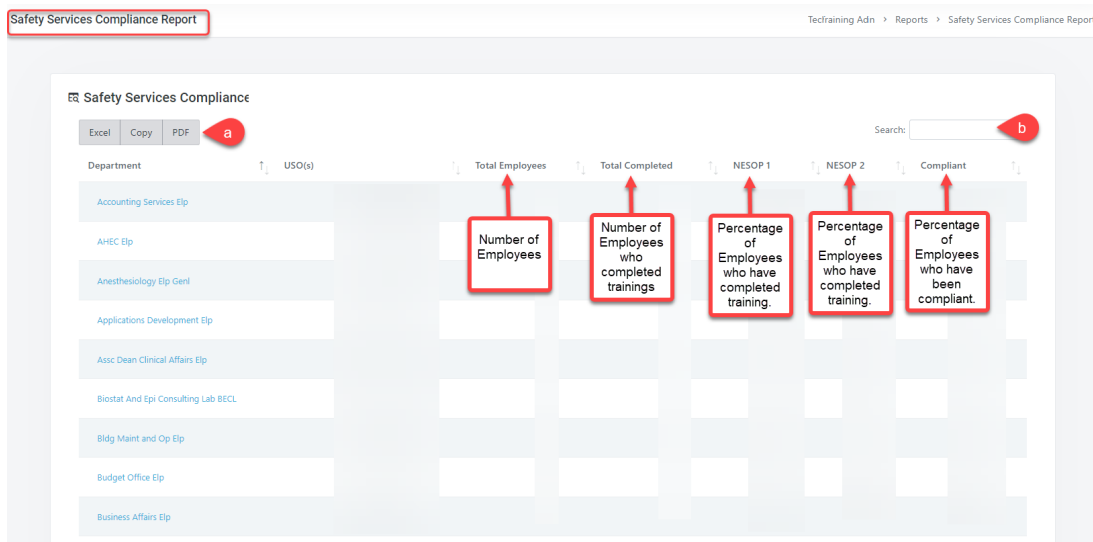 Safety Services Compliance Report
Tecfraining Adn > Reports > Safety Services Compliance Report
Safety Services Compliance
Excel Copy PDF a
Search: b
Department USO(s) Total Employees Total Completed NESOP 1 NESOP 2 Compliant
Accounting Services Elp
AHEC Elp
Anesthesiology Elp Genl
Applications Development Elp
Assc Dean Clinical Affairs Elp
Biostat And Epi Consulting Lab BECL
Bldg Maint and Op Elp
Budget Office Elp
Business Affairs Elp
Number of
Employees
Number of
Employees
who
completed
trainings
Percentage
of
Employees
who have
completed
training.
Percentage
of
Employees
who have
completed
training.
Percentage
of
Employees
who have
been
compliant.